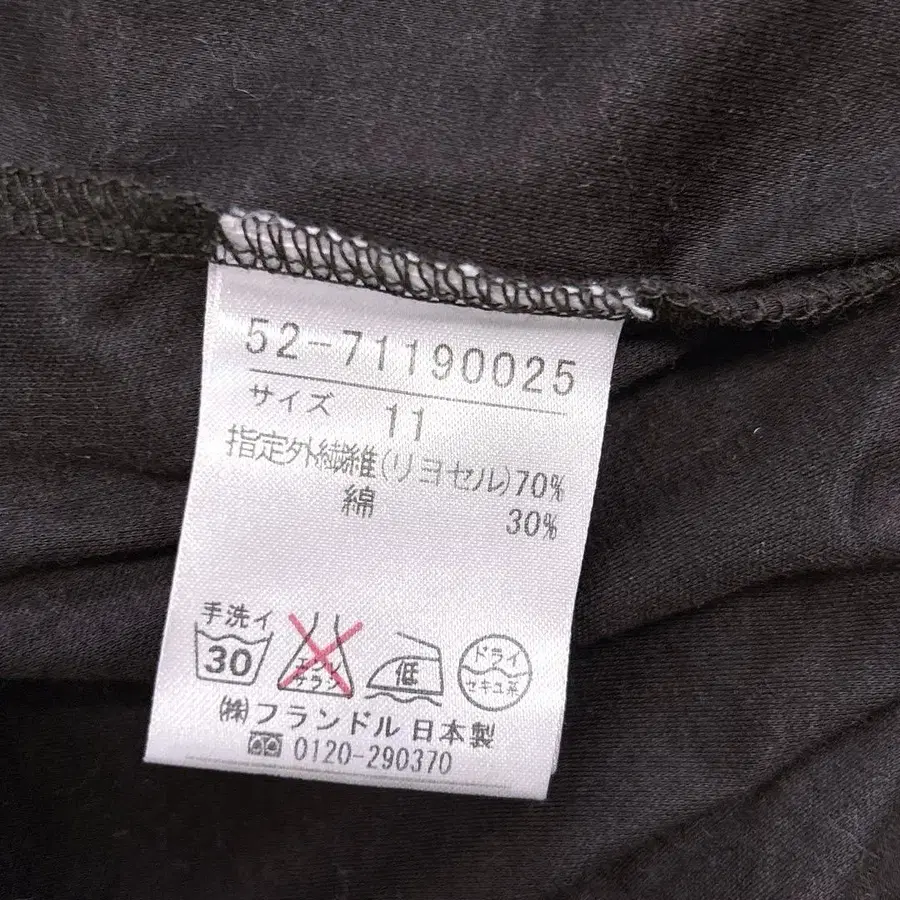 52-71190025
サイズ 11
指定外繊維(リヨセル)70%
綿 30%
手洗イ
30
エンソ
サラシ
低
ドライ
セキユ系
(株)フランドル 日本製
0120-290370